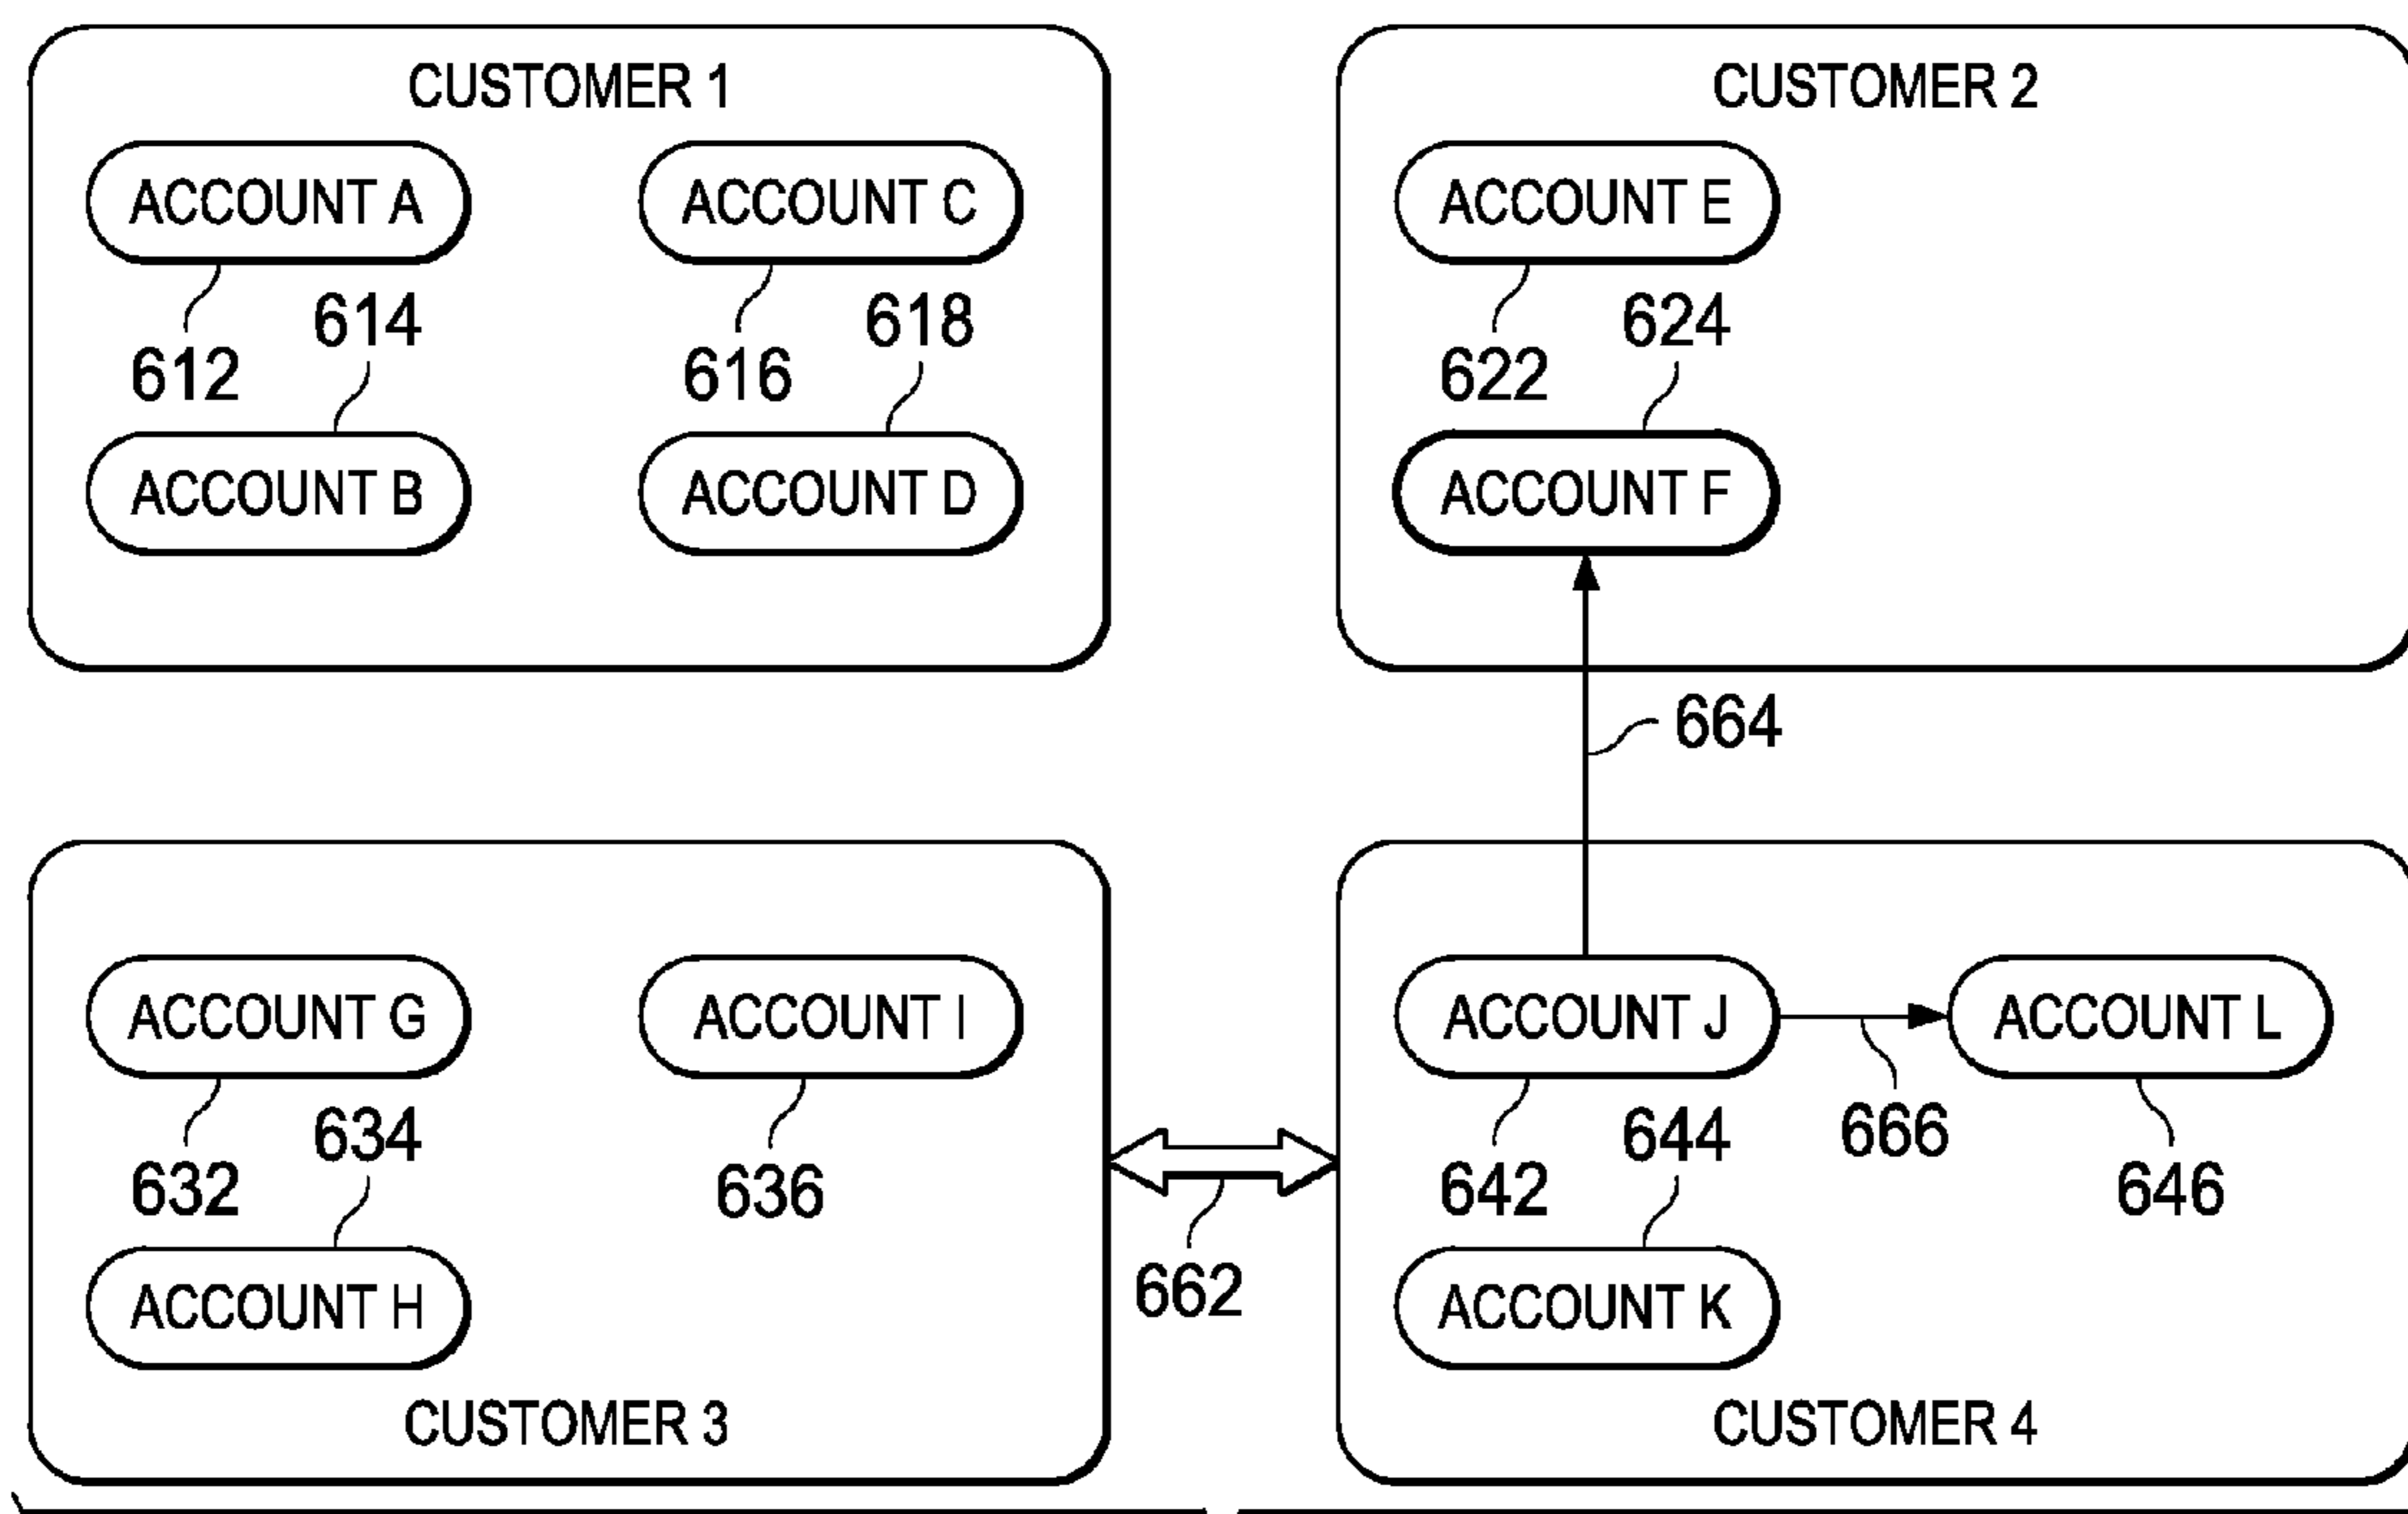 CUSTOMER 1
CUSTOMER 2
ACCOUNT A
ACCOUNT C
ACCOUNT E
614
618
624
612
616
622
ACCOUNT B
ACCOUNT D
ACCOUNT F
664
ACCOUNT G
ACCOUNT I
ACCOUNT J
ACCOUNT L
634
644
666
632
636
642
646
662
ACCOUNT H
ACCOUNT K
CUSTOMER 3
CUSTOMER 4